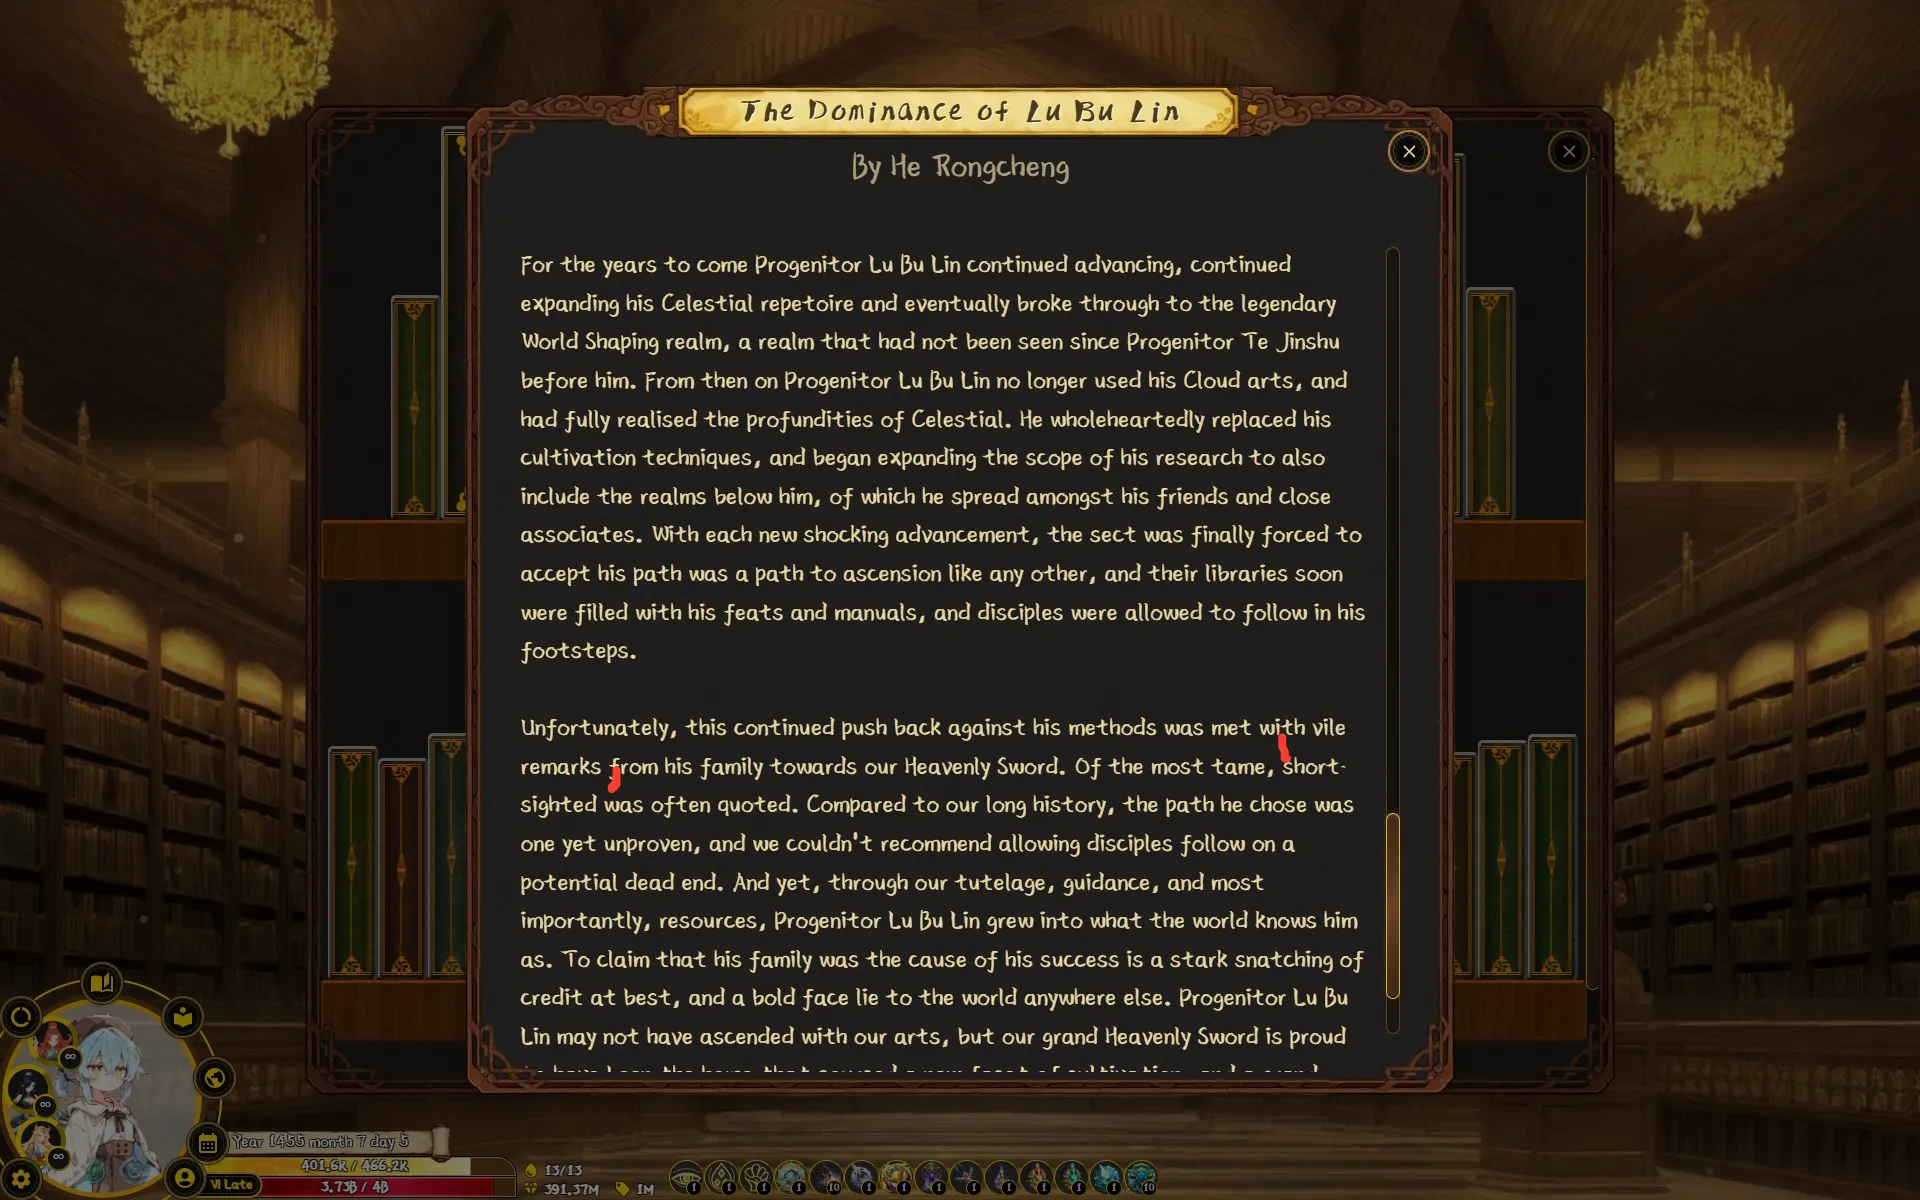 The Dominance of Lu Bu Lin
By He Rongcheng
For the years to come Progenitor Lu Bu Lin continued advancing, continued
expanding his Celestial repetoire and eventually broke through to the legendary
World Shaping realm, a realm that had not been seen since Progenitor Te Jinshu
before him. From then on Progenitor Lu Bu Lin no longer used his Cloud arts, and
had fully realised the profundities of Celestial. He wholeheartedly replaced his
cultivation techniques, and began expanding the scope of his research to also
include the realms below him, of which he spread amongst his friends and close
associates. With each new shocking advancement, the sect was finally forced to
accept his path was a path to ascension like any other, and their libraries soon
were filled with his feats and manuals, and disciples were allowed to follow in his
footsteps.
Unfortunately, this continued push back against his methods was met with vile
remarks from his family towards our Heavenly Sword. Of the most tame, short-
sighted was often quoted. Compared to our long history, the path he chose was
one yet unproven, and we couldn't recommend allowing disciples follow on a
potential dead end. And yet, through our tutelage, guidance, and most
importantly, resources, Progenitor Lu Bu Lin grew into what the world knows him
as. To claim that his family was the cause of his success is a stark snatching of
credit at best, and a bold face lie to the world anywhere else. Progenitor Lu Bu
Lin may not have ascended with our arts, but our grand Heavenly Sword is proud
Year 1455 month 7 day 5
401.6K / 466.2K
VI Late
3.73B / 4B
13/13
391.37M
1M
1 1 1 1 10 1 1 1 1 1 1 1 1 10